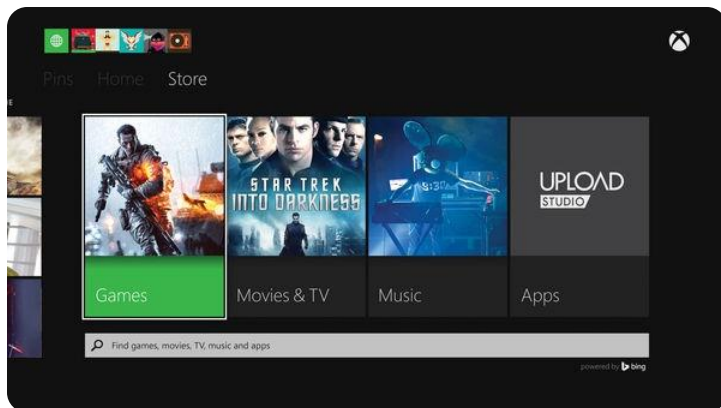 Pins Home Store
STAR TREK
INTO DARKNESS
UPLOAD
STUDIO
Games Movies & TV Music Apps
Find games, movies, TV, music and apps
powered by bing